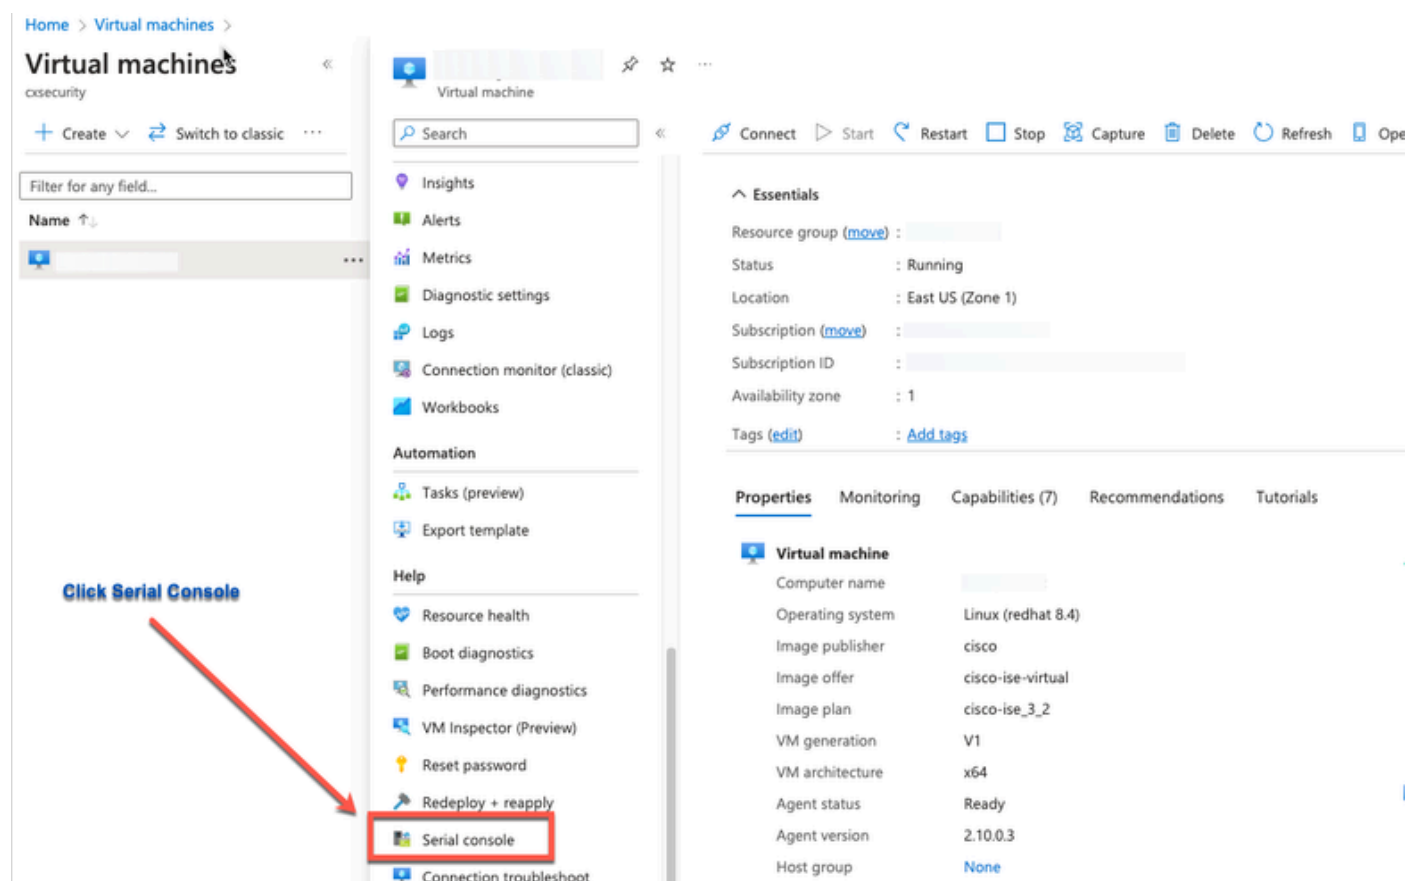 Home > Virtual machines >
Virtual machines
cxsecurity
Create
Switch to classic
Filter for any field...
Name
Click Serial Console
Virtual machine
Search
Insights
Alerts
Metrics
Diagnostic settings
Logs
Connection monitor (classic)
Workbooks
Automation
Tasks (preview)
Export template
Help
Resource health
Boot diagnostics
Performance diagnostics
VM Inspector (Preview)
Reset password
Redeploy + reapply
Serial console
Connection troubleshoot
Connect Start Restart Stop Capture Delete Refresh Ope
Essentials
Resource group (move) :
Status : Running
Location : East US (Zone 1)
Subscription (move) :
Subscription ID :
Availability zone : 1
Tags (edit) : Add tags
Properties Monitoring Capabilities (7) Recommendations Tutorials
Virtual machine
Computer name
Operating system Linux (redhat 8.4)
Image publisher cisco
Image offer cisco-ise-virtual
Image plan cisco-ise_3_2
VM generation V1
VM architecture x64
Agent status Ready
Agent version 2.10.0.3
Host group None